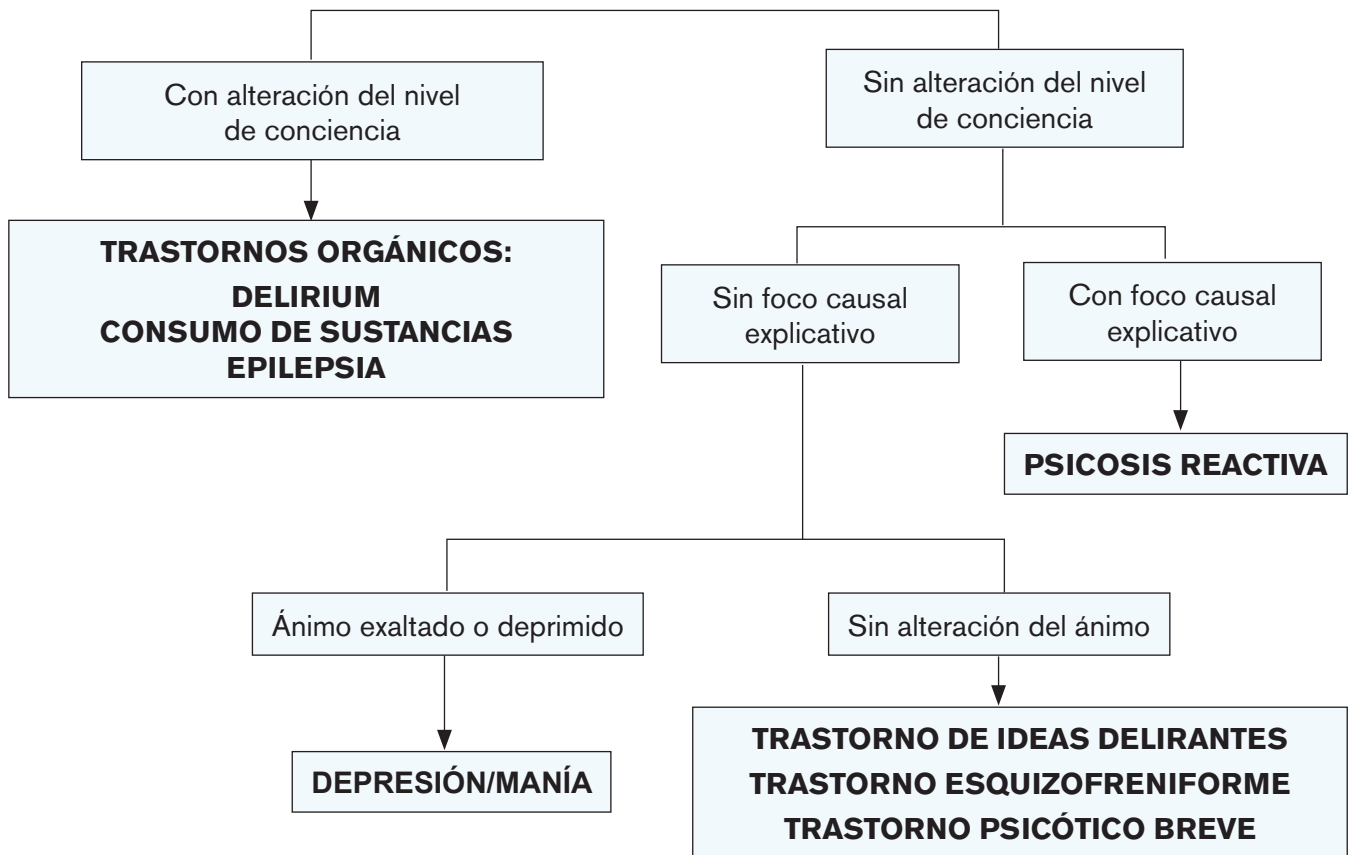 Con alteración del nivel
de conciencia
Sin alteración del nivel
de conciencia
TRASTORNOS ORGÁNICOS:
DELIRIUM
CONSUMO DE SUSTANCIAS
EPILEPSIA
Sin foco causal
explicativo
Con foco causal
explicativo
PSICOSIS REACTIVA
Ánimo exaltado o deprimido
Sin alteración del ánimo
DEPRESIÓN/MANÍA
TRASTORNO DE IDEAS DELIRANTES
TRASTORNO ESQUIZOFRENIFORME
TRASTORNO PSICÓTICO BREVE